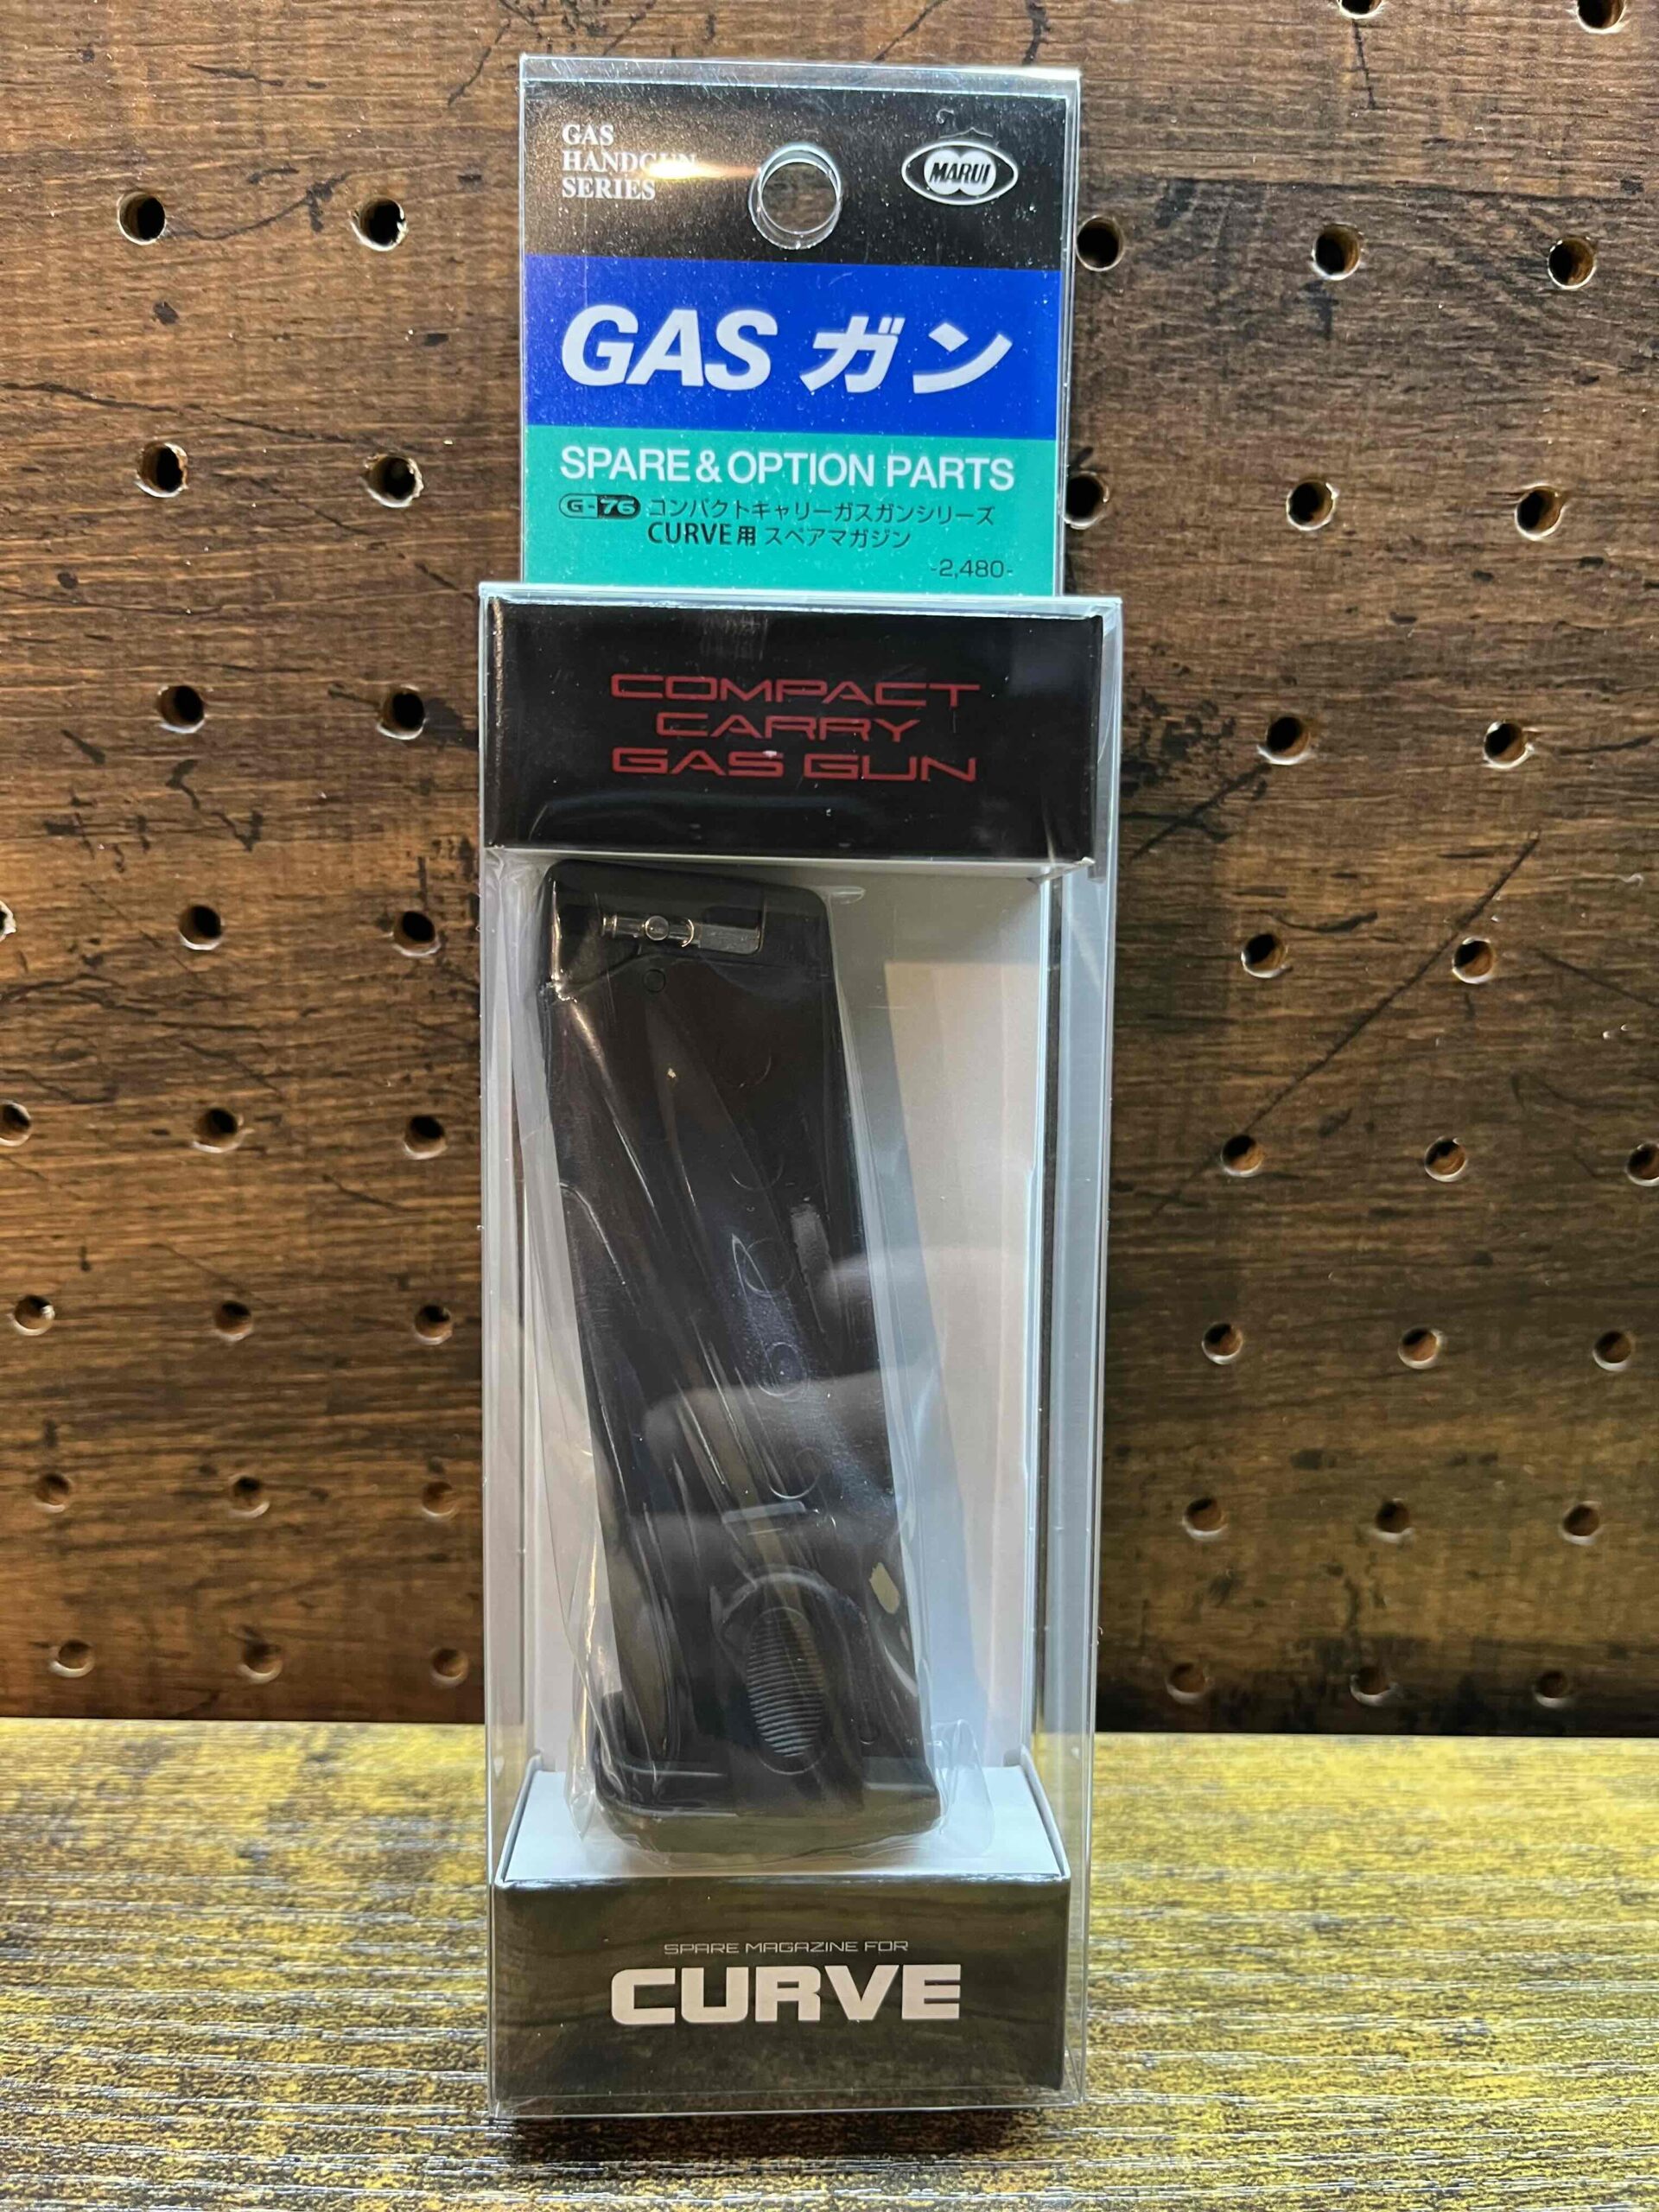 GAS
HANDGUN
SERIES
MARUI
GAS ガン
SPARE & OPTION PARTS
G-76 コンパクトキャリーガスガンシリーズ
CURVE用 スペアマガジン
-2,480-
COMPACT
CARRY
GAS GUN
SPARE MAGAZINE FOR
CURVE